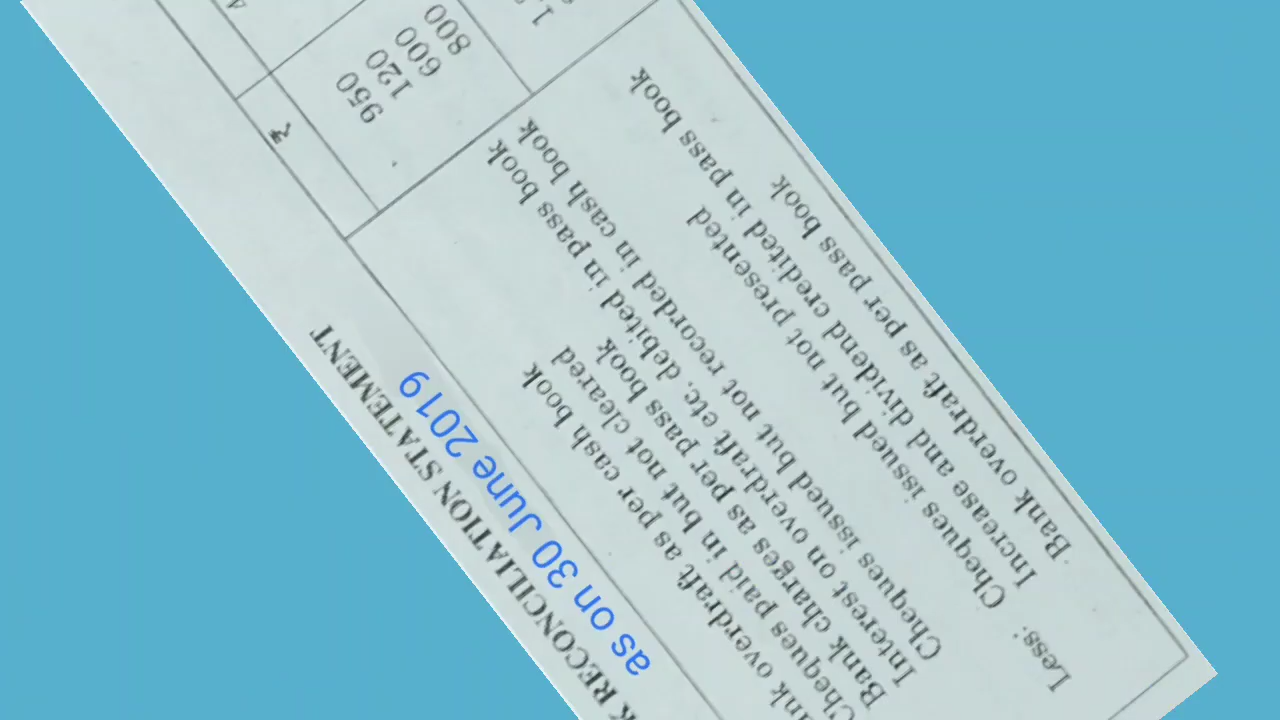 RECONCILIATION STATEMENT
as on 30 June 2019
₹
overdraft as per cash book
Cheques paid in but not cleared 950
Bank charges as per pass book 120
Interest on overdraft etc. debited in pass book 600
Cheques issued but not recorded in cash book 800
Less: Cheques issued but not presented
Increase and dividend credited in pass book
Bank overdraft as per pass book